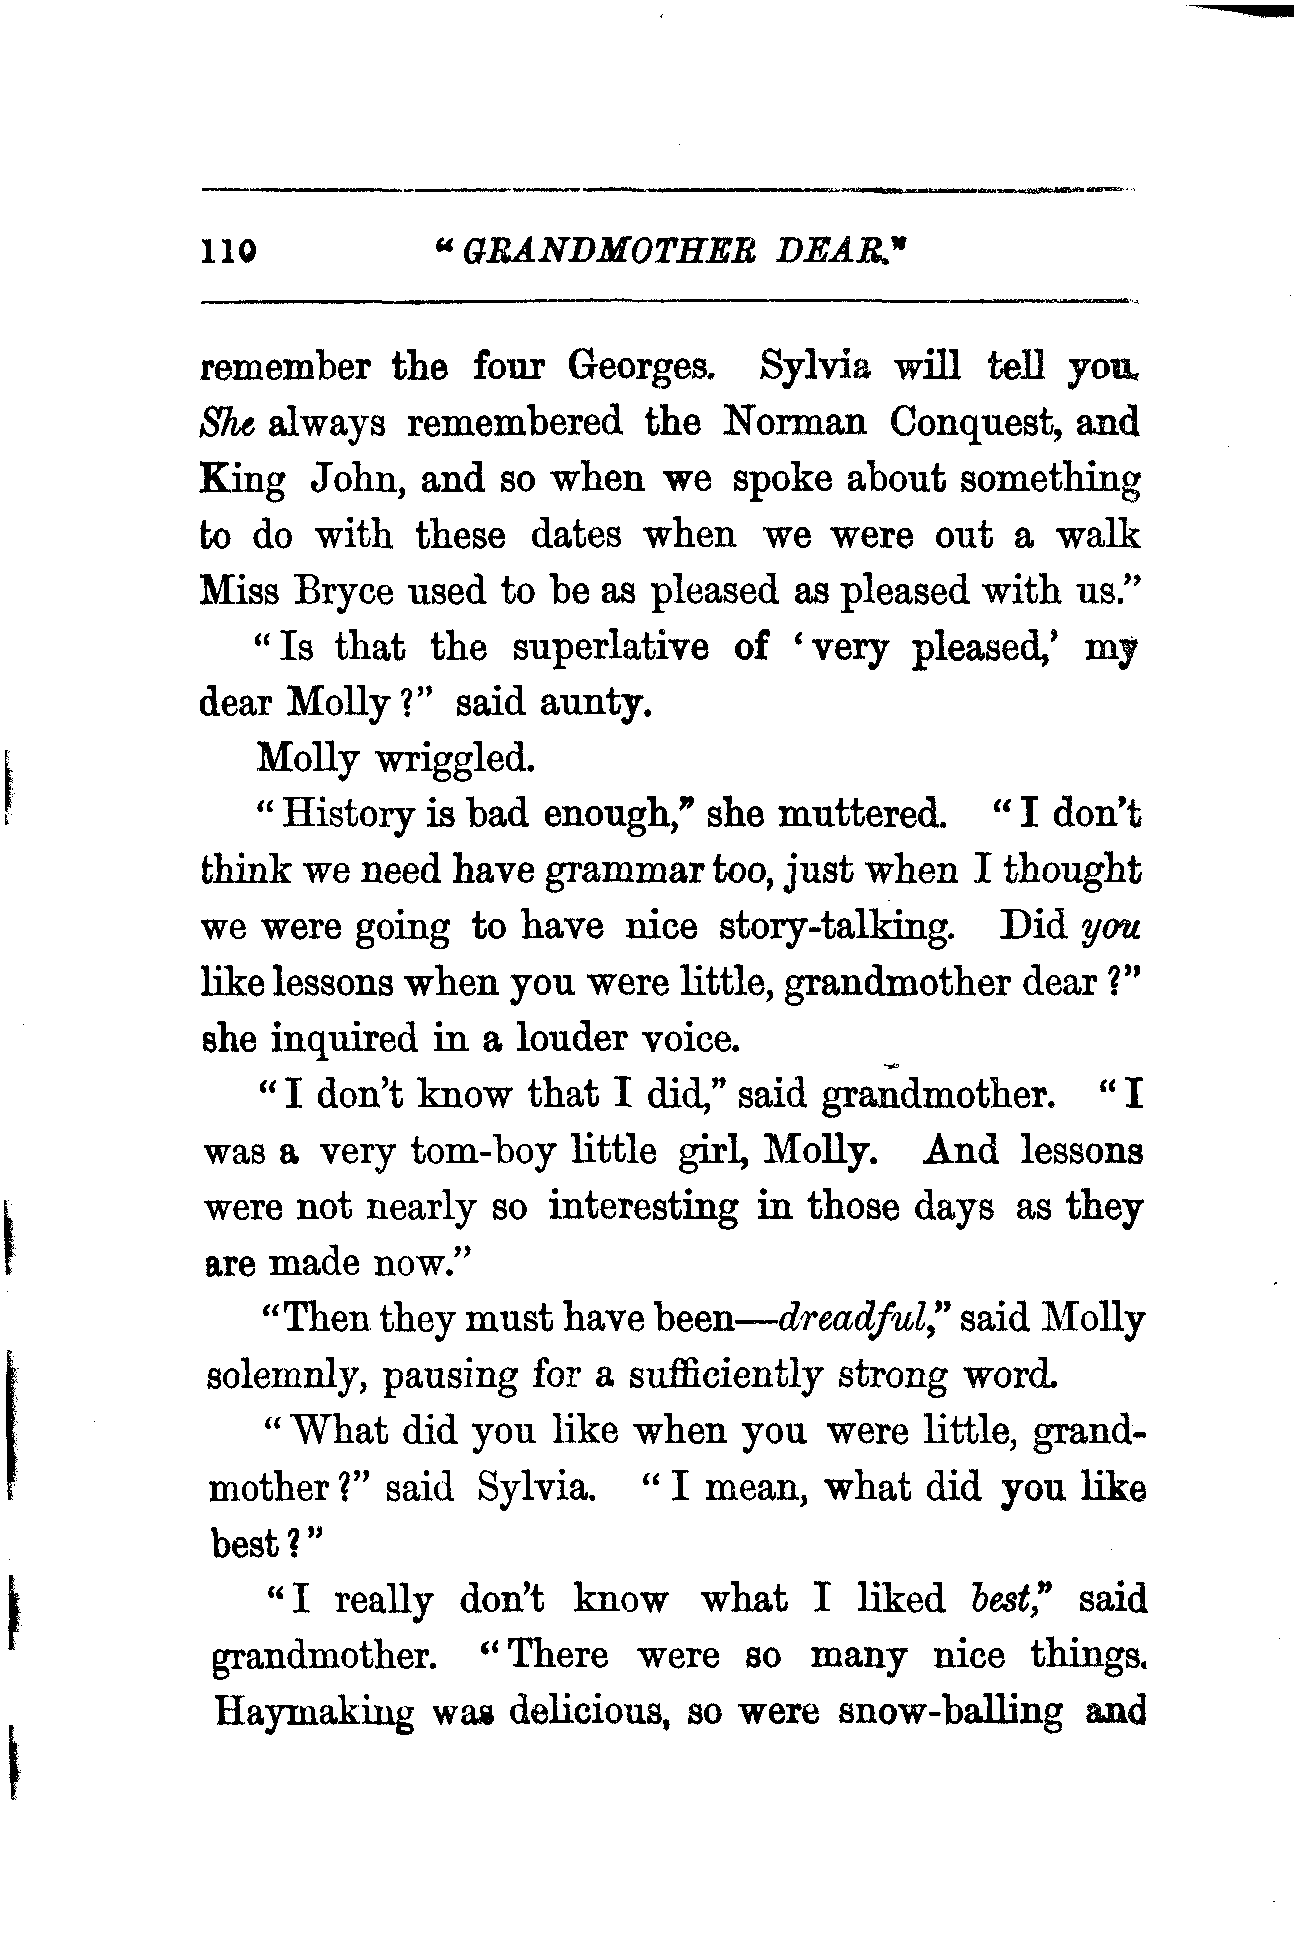 110 "GRANDMOTHER DEAR."
remember the four Georges. Sylvia will tell you.
She always remembered the Norman Conquest, and
King John, and so when we spoke about something
to do with these dates when we were out a walk
Miss Bryce used to be as pleased as pleased with us."
"Is that the superlative of 'very pleased,' my
dear Molly?" said aunty.
Molly wriggled.
"History is bad enough," she muttered. "I don't
think we need have grammar too, just when I thought
we were going to have nice story-talking. Did you
like lessons when you were little, grandmother dear?"
she inquired in a louder voice.
"I don't know that I did," said grandmother. "I
was a very tom-boy little girl, Molly. And lessons
were not nearly so interesting in those days as they
are made now."
"Then they must have been—dreadful," said Molly
solemnly, pausing for a sufficiently strong word.
"What did you like when you were little, grand-
mother?" said Sylvia. "I mean, what did you like
best?"
"I really don't know what I liked best," said
grandmother. "There were so many nice things.
Haymaking was delicious, so were snow-balling and